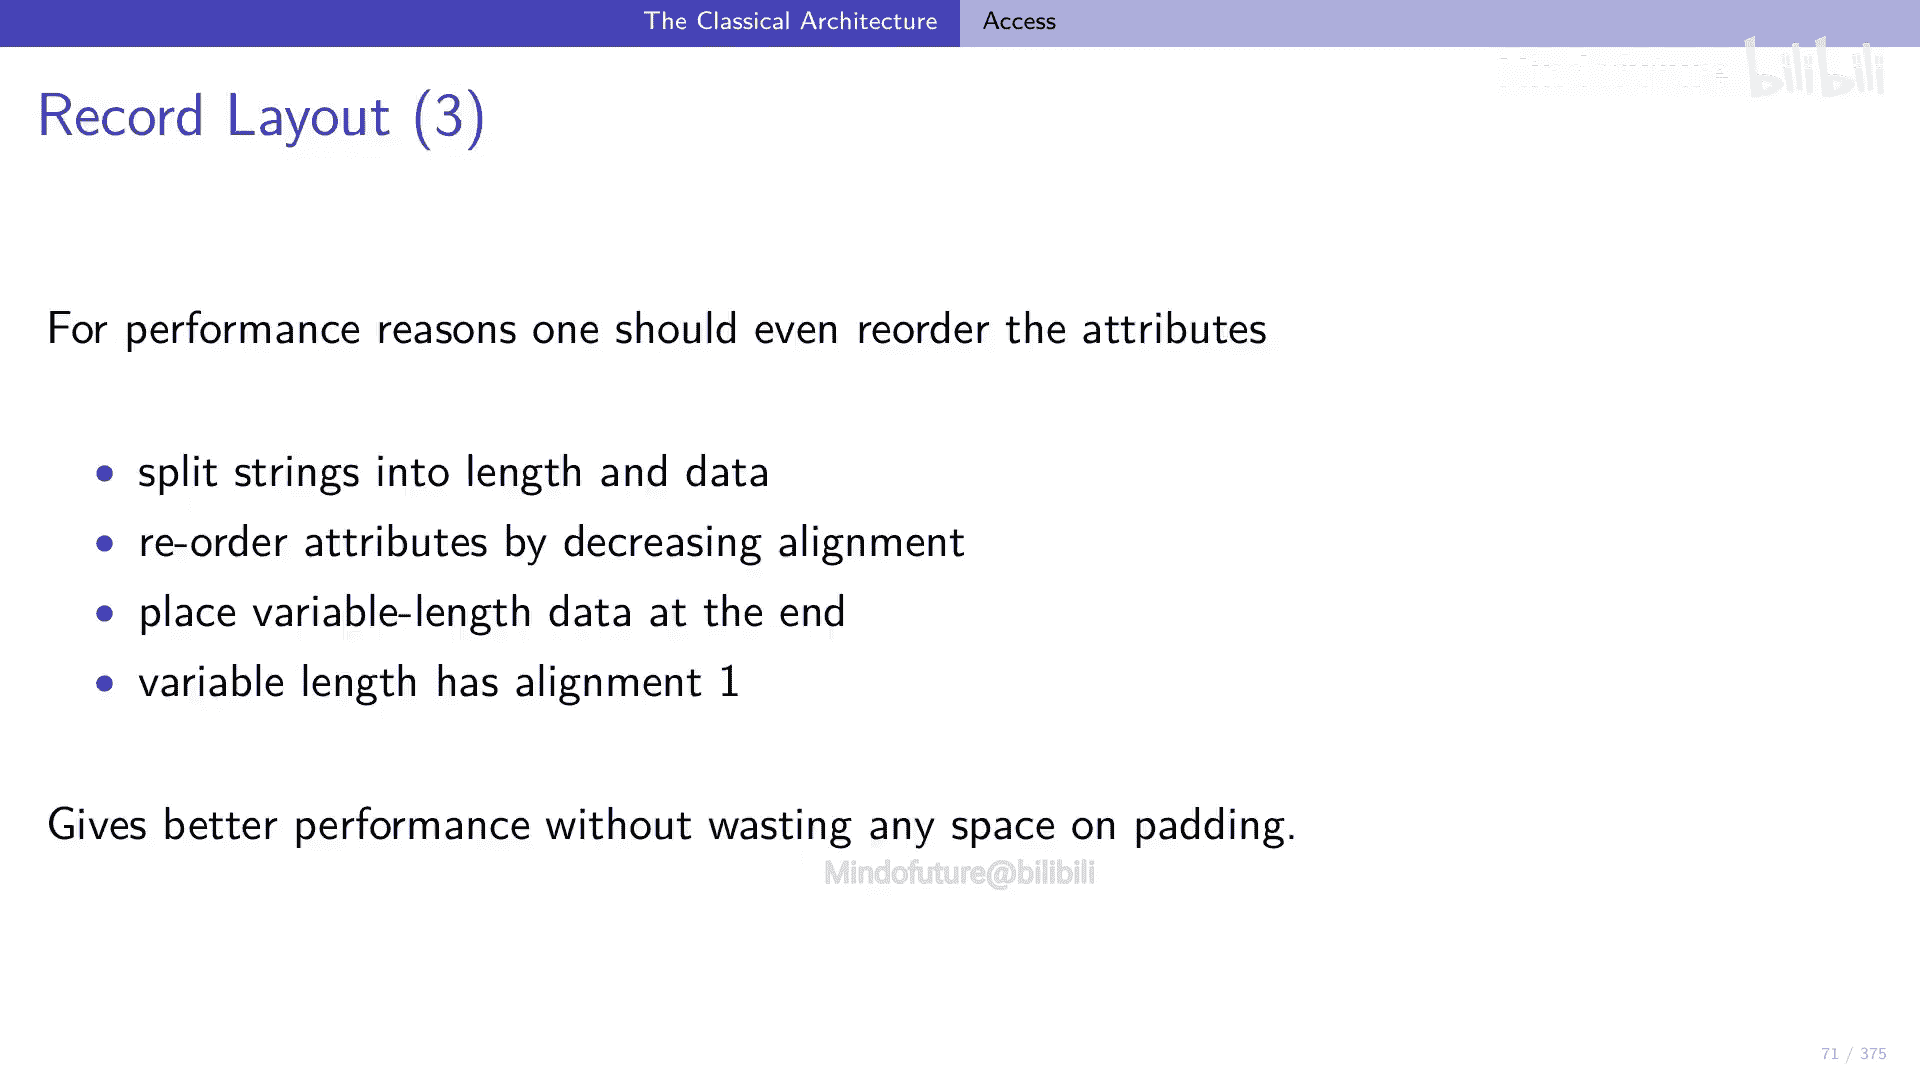 The Classical Architecture Access
bilibili
Record Layout (3)
For performance reasons one should even reorder the attributes
• split strings into length and data
• re-order attributes by decreasing alignment
• place variable-length data at the end
• variable length has alignment 1
Gives better performance without wasting any space on padding.
Mindofuture@bilibili
71 / 375